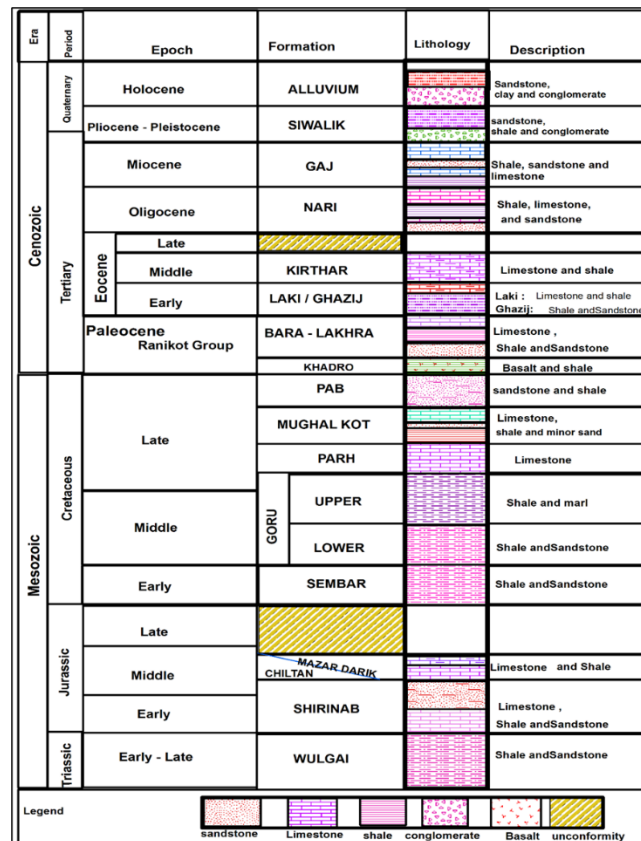 Era Period Epoch Formation Lithology Description
Cenozoic
Quaternary
Holocene ALLUVIUM Sandstone,
clay and conglomerate
Pliocene - Pleistocene SIWALIK sandstone,
shale and conglomerate
Tertiary
Miocene GAJ Shale, sandstone and
limestone
Oligocene NARI Shale, limestone,
and sandstone
Eocene
Late
Middle KIRTHAR Limestone and shale
Early LAKI / GHAZIJ Laki : Limestone and shale
Ghazij: Shale andSandstone
Paleocene BARA - LAKHRA Limestone ,
Ranikot Group Shale andSandstone
KHADRO Basalt and shale
Mesozoic
Cretaceous
PAB sandstone and shale
Late MUGHAL KOT Limestone,
shale and minor sand
PARH Limestone
GORU
UPPER Shale and marl
Middle
LOWER Shale andSandstone
Early SEMBAR Shale andSandstone
Jurassic
Late
MAZAR DARIK
Middle CHILTAN Limestone and Shale
Early SHIRINAB Limestone ,
Shale andSandstone
Triassic
Early - Late WULGAI Shale andSandstone
Legend
sandstone Limestone shale conglomerate Basalt unconformity